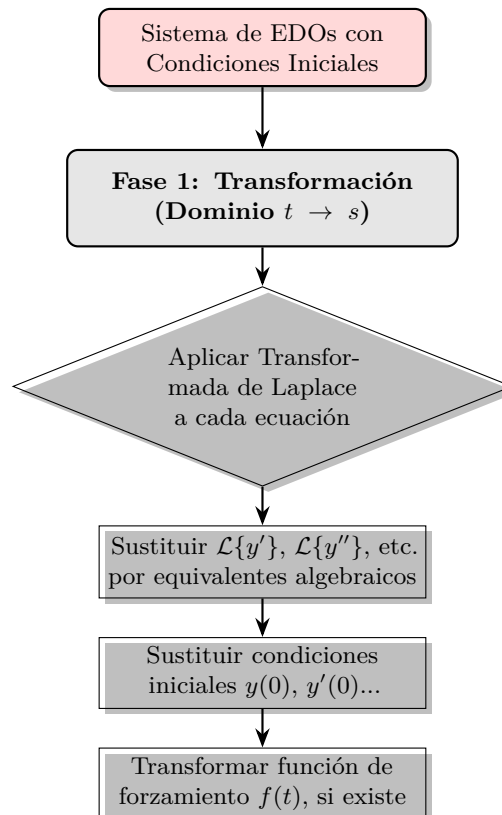 Sistema de EDOs con
Condiciones Iniciales
Fase 1: Transformación
(Dominio t → s)
Aplicar Transfor-
mada de Laplace
a cada ecuación
Sustituir ℒ{y′}, ℒ{y′′}, etc.
por equivalentes algebraicos
Sustituir condiciones
iniciales y(0), y′(0)...
Transformar función de
forzamiento f(t), si existe